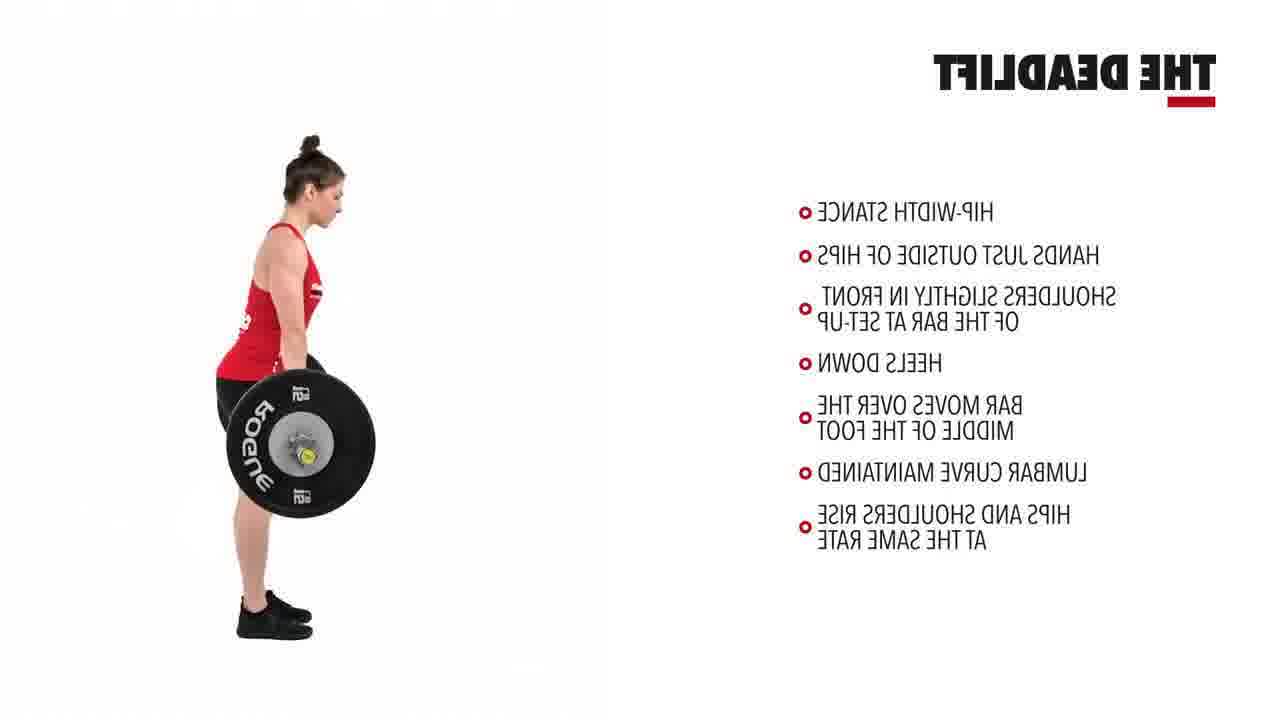 THE DEADLIFT
HIP-WIDTH STANCE
HANDS JUST OUTSIDE OF HIPS
SHOULDERS SLIGHTLY IN FRONT
OF THE BAR AT SET-UP
HEELS DOWN
BAR MOVES OVER THE
MIDDLE OF THE FOOT
LUMBAR CURVE MAINTAINED
HIPS AND SHOULDERS RISE
AT THE SAME RATE
ROGUE